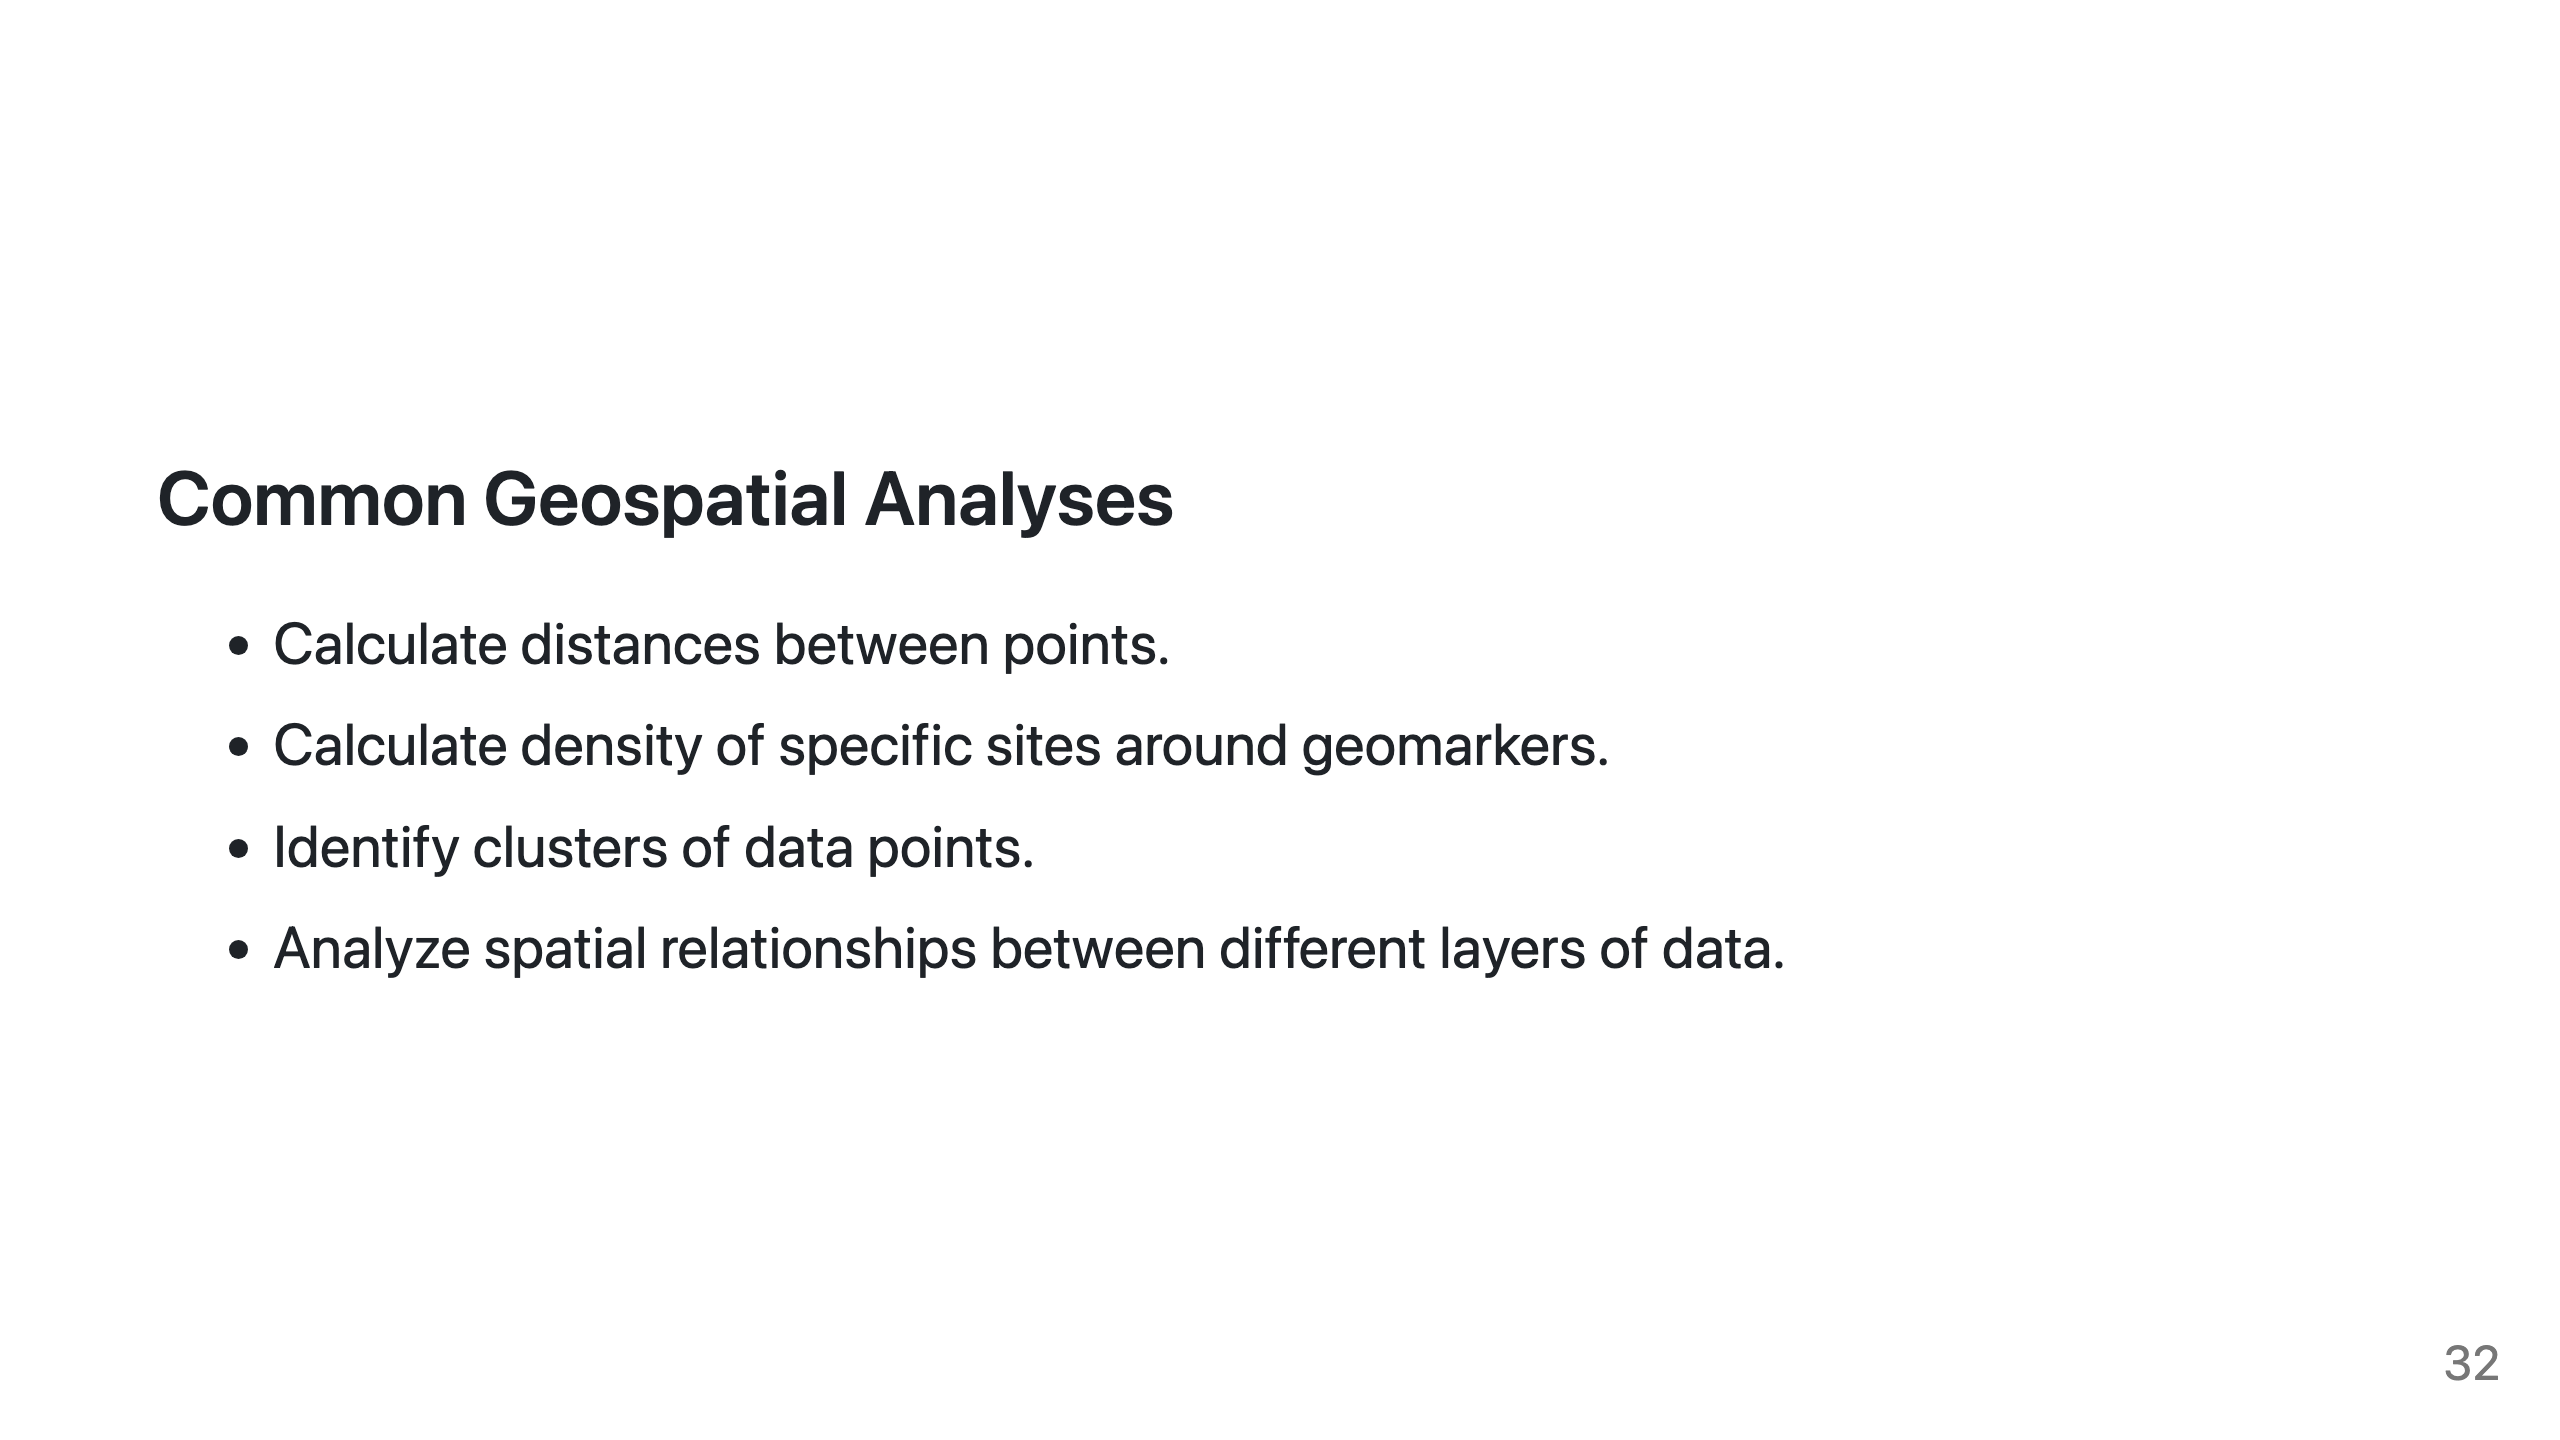 Common Geospatial Analyses
• Calculate distances between points.
• Calculate density of specific sites around geomarkers.
• Identify clusters of data points.
• Analyze spatial relationships between different layers of data.
32